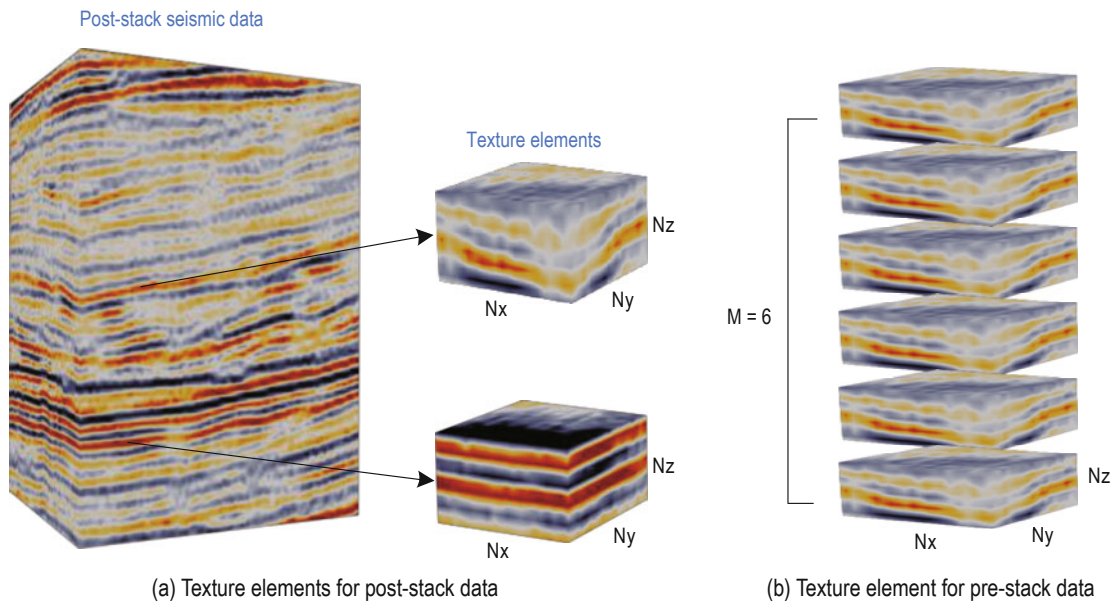 Post-stack seismic data
Texture elements
Nz
Nx
Ny
Nz
Nx
Ny
(a) Texture elements for post-stack data
M = 6
Nz
Nx
Ny
(b) Texture element for pre-stack data